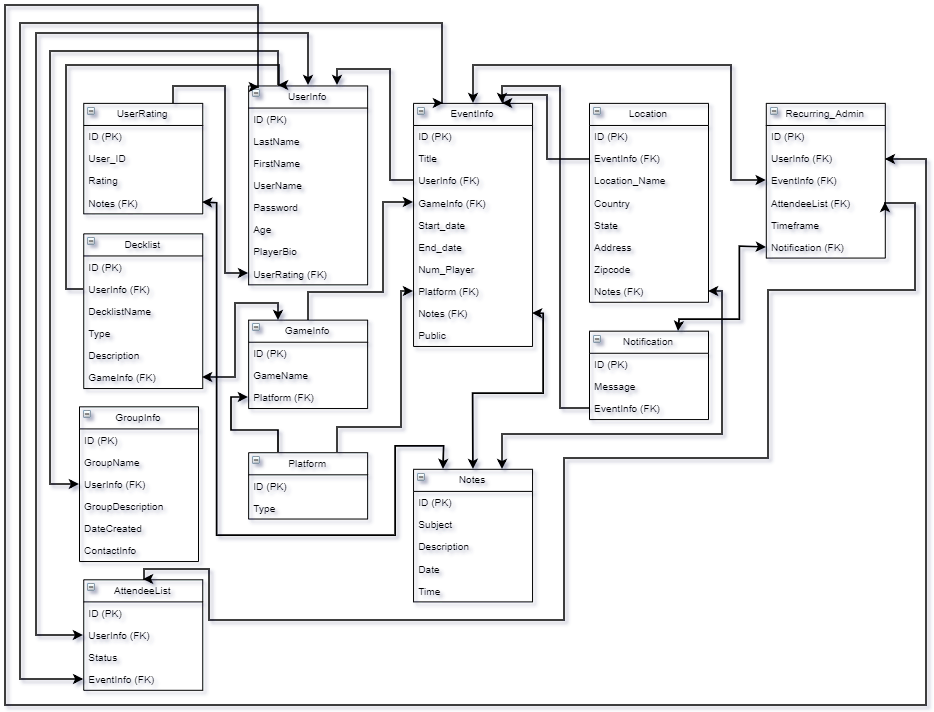 UserRating
ID (PK)
User_ID
Rating
Notes (FK)
Decklist
ID (PK)
UserInfo (FK)
DecklistName
Type
Description
GameInfo (FK)
GroupInfo
ID (PK)
GroupName
UserInfo (FK)
GroupDescription
DateCreated
ContactInfo
AttendeeList
ID (PK)
UserInfo (FK)
Status
EventInfo (FK)
UserInfo
ID (PK)
LastName
FirstName
UserName
Password
Age
PlayerBio
UserRating (FK)
GameInfo
ID (PK)
GameName
Platform (FK)
Platform
ID (PK)
Type
EventInfo
ID (PK)
Title
UserInfo (FK)
GameInfo (FK)
Start_date
End_date
Num_Player
Platform (FK)
Notes (FK)
Public
Notes
ID (PK)
Subject
Description
Date
Time
Location
ID (PK)
EventInfo (FK)
Location_Name
Country
State
Address
Zipcode
Notes (FK)
Notification
ID (PK)
Message
EventInfo (FK)
Recurring_Admin
ID (PK)
UserInfo (FK)
EventInfo (FK)
AttendeeList (FK)
Timeframe
Notification (FK)